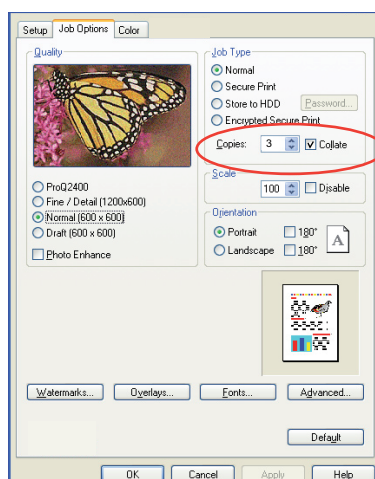 Setup Job Options Color
Quality
Job Type
Normal
Secure Print
Store to HDD Password...
Encrypted Secure Print
Copies: 3 Collate
Scale
100 Disable
ProQ2400
Fine / Detail (1200x600)
Normal (600 x 600)
Draft (600 x 600)
Photo Enhance
Orientation
Portrait 180°
Landscape 180°
A
Watermarks... Overlays... Fonts... Advanced...
Default
OK Cancel Apply Help